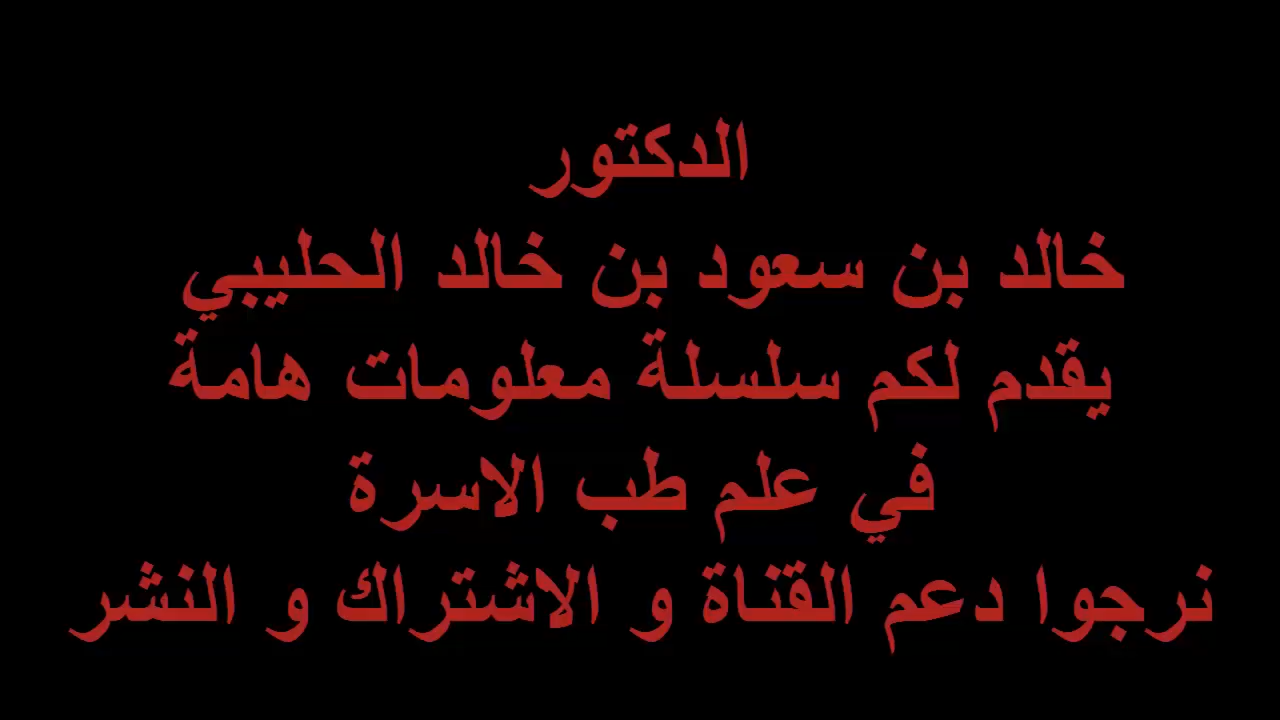 الدكتور
خالد بن سعود بن خالد الحليبي
يقدم لكم سلسلة معلومات هامة
في علم طب الاسرة
نرجوا دعم القناة و الاشتراك و النشر